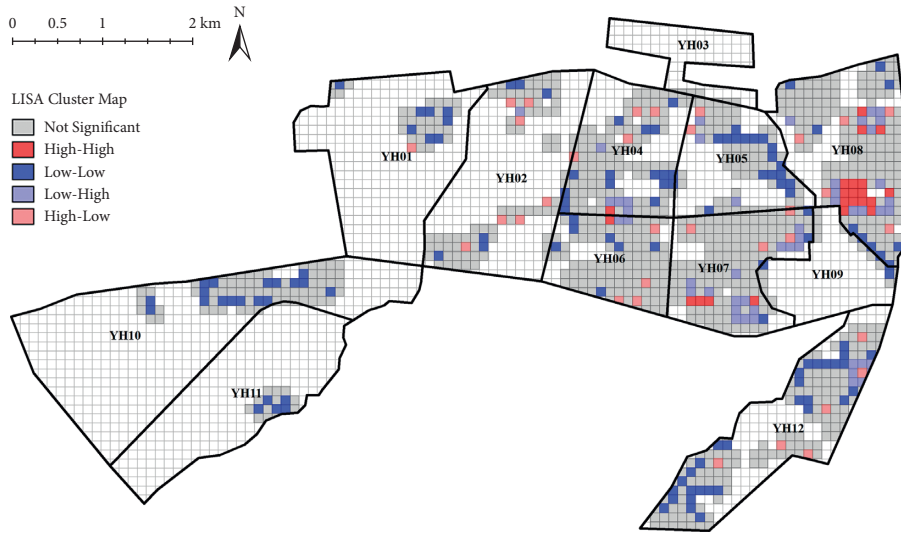 0 0.5 1 2 km
N
LISA Cluster Map
Not Significant
High-High
Low-Low
Low-High
High-Low
YH03
YH01
YH02
YH04
YH05
YH08
YH06
YH07
YH09
YH10
YH11
YH12